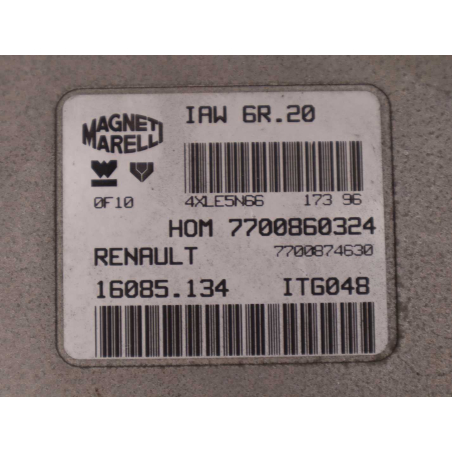 MAGNETI MARELLI
IAW 6R.20
0F10
4XLE5N66 173 96
HOM 7700860324
RENAULT 7700874630
16085.134 ITG048